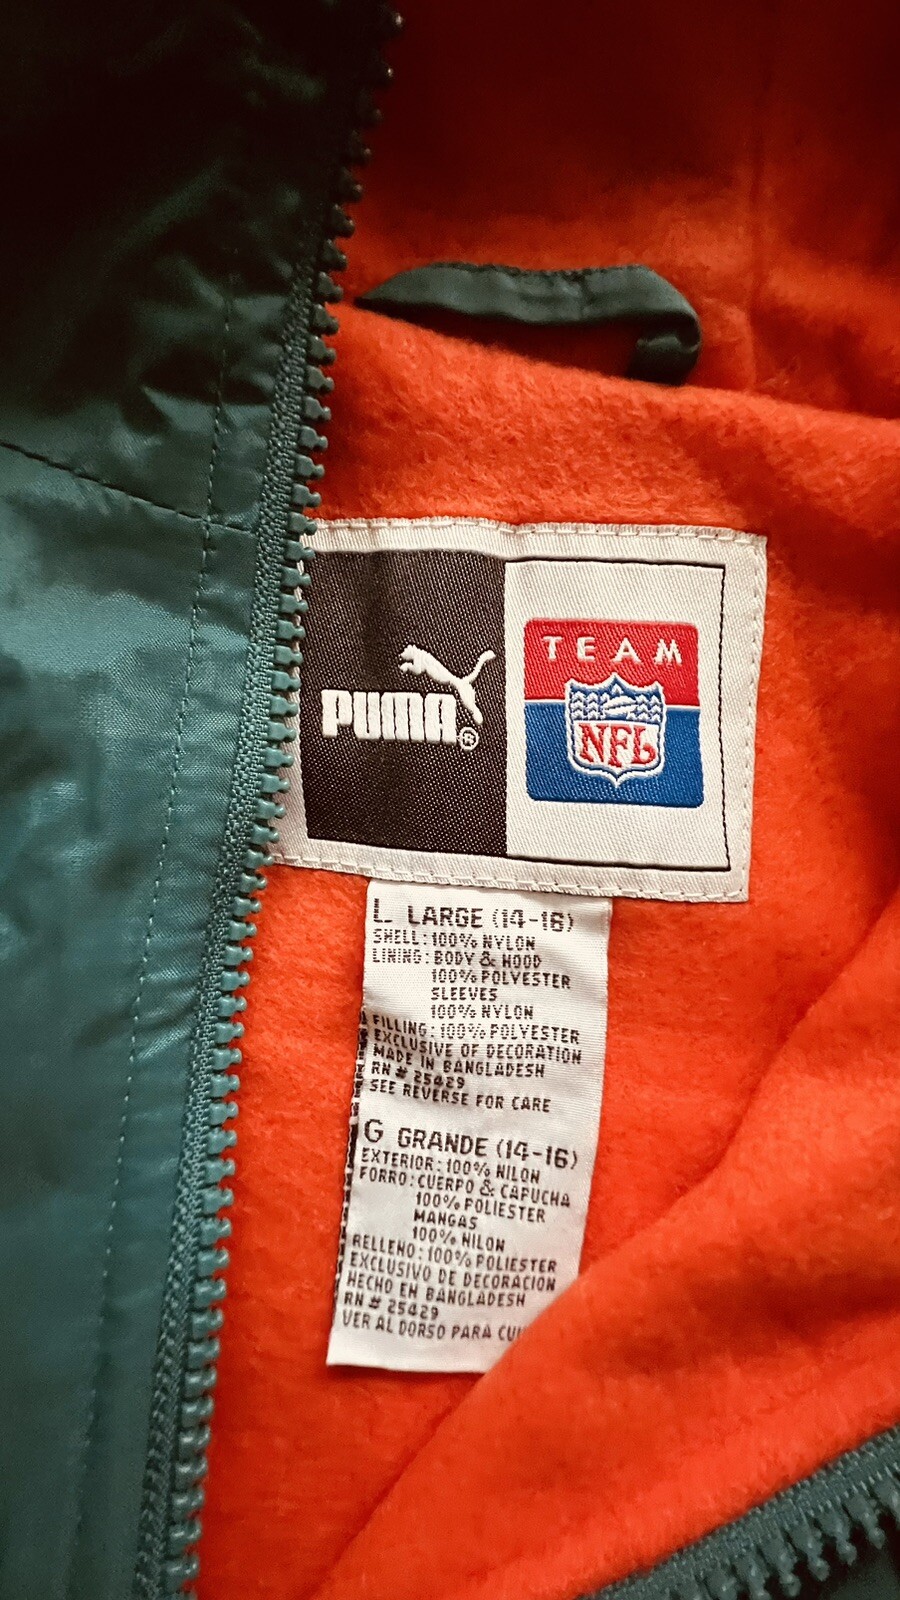 PUMA®
TEAM
NFL
L LARGE (14-16)
SHELL: 100% NYLON
LINING: BODY & HOOD
100% POLYESTER
SLEEVES
100% NYLON
FILLING: 100% POLYESTER
EXCLUSIVE OF DECORATION
MADE IN BANGLADESH
RN # 25429
SEE REVERSE FOR CARE
G GRANDE (14-16)
EXTERIOR: 100% NILON
FORRO: CUERPO & CAPUCHA
100% POLIESTER
MANGAS
100% NILON
RELLENO: 100% POLIESTER
EXCLUSIVO DE DECORACION
HECHO EN BANGLADESH
RN # 25429
VER AL DORSO PARA